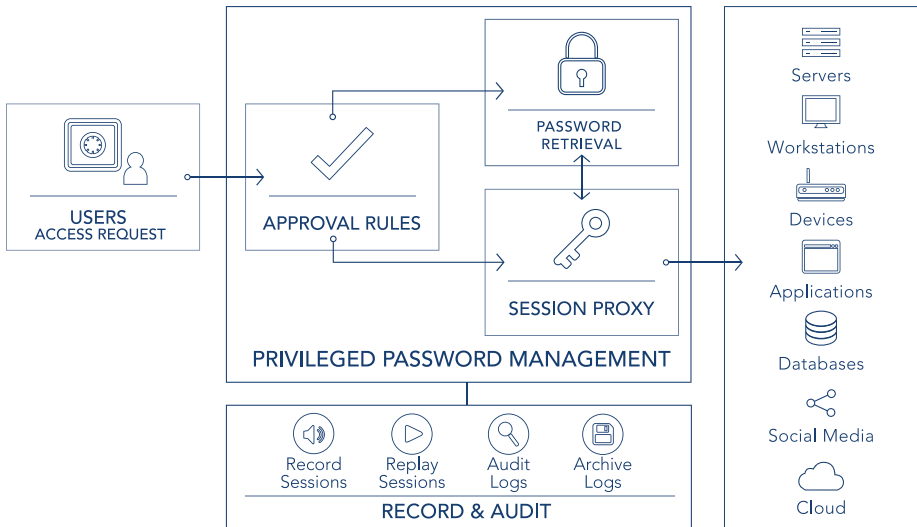 USERS
ACCESS REQUEST
APPROVAL RULES
PASSWORD
RETRIEVAL
SESSION PROXY
PRIVILEGED PASSWORD MANAGEMENT
Record
Sessions
Replay
Sessions
Audit
Logs
Archive
Logs
RECORD & AUDIT
Servers
Workstations
Devices
Applications
Databases
Social Media
Cloud